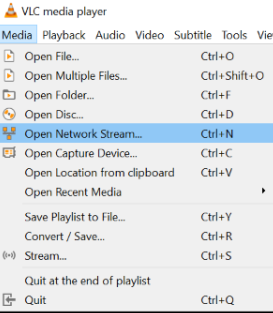 VLC media player
Media Playback Audio Video Subtitle Tools
Open File... Ctrl+O
Open Multiple Files... Ctrl+Shift+O
Open Folder... Ctrl+F
Open Disc... Ctrl+D
Open Network Stream... Ctrl+N
Open Capture Device... Ctrl+C
Open Location from clipboard Ctrl+V
Open Recent Media
Save Playlist to File... Ctrl+Y
Convert / Save... Ctrl+R
Stream... Ctrl+S
Quit at the end of playlist
Quit Ctrl+Q